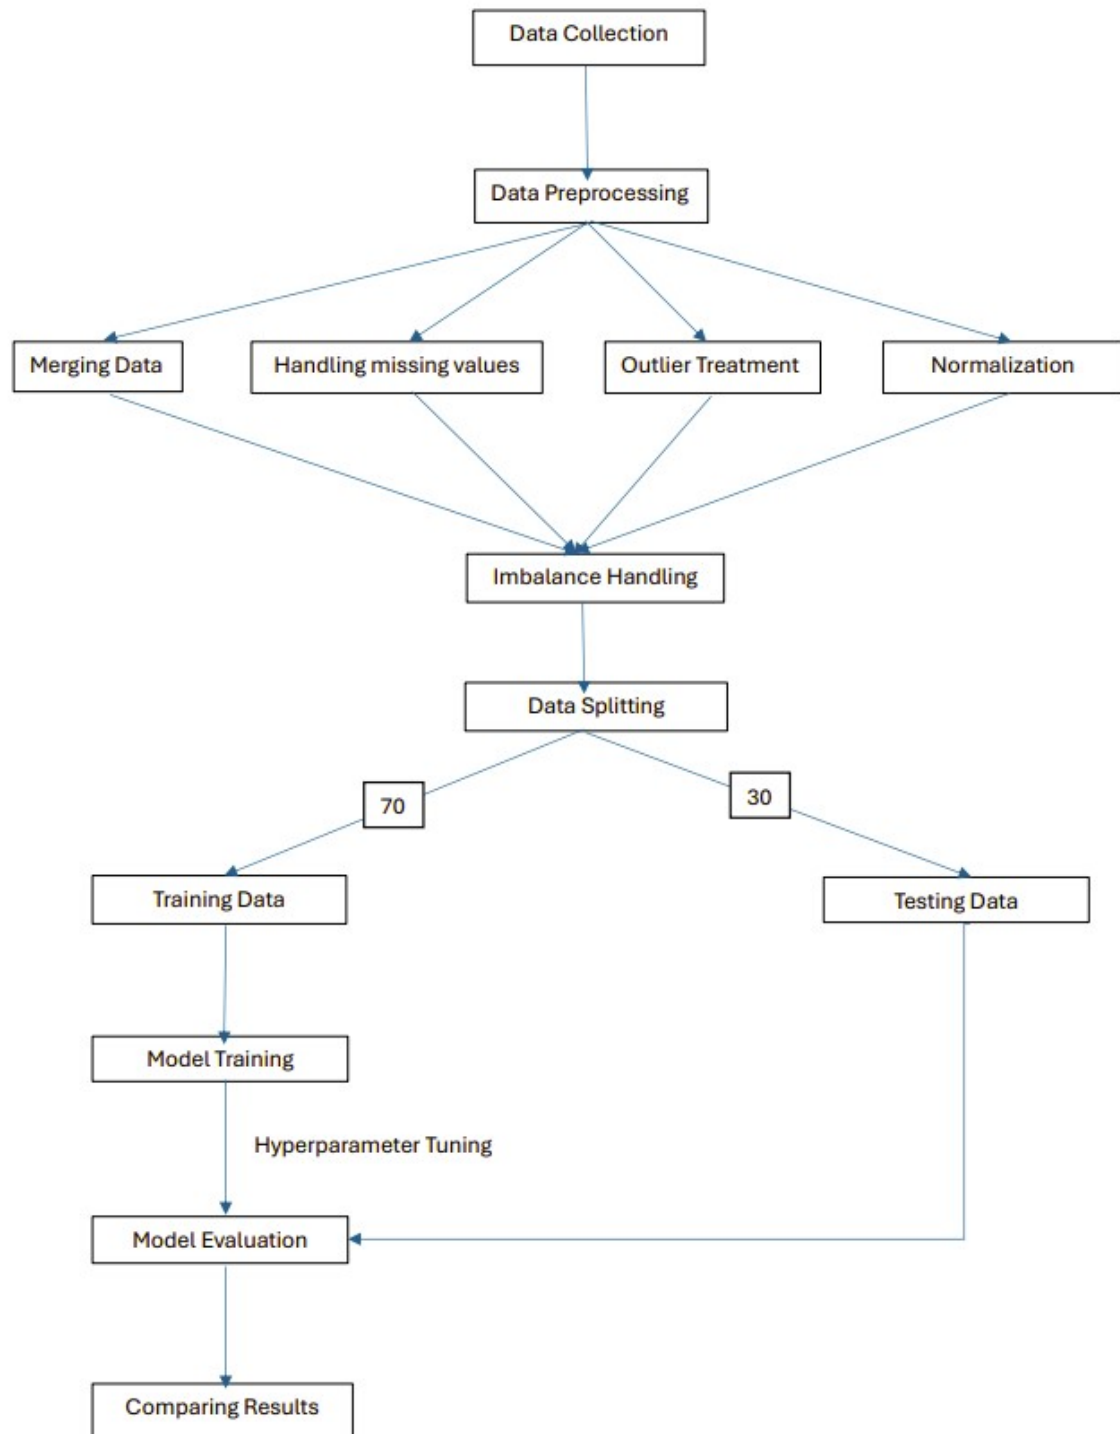 Data Collection
Data Preprocessing
Merging Data
Handling missing values
Outlier Treatment
Normalization
Imbalance Handling
Data Splitting
70
30
Training Data
Testing Data
Model Training
Hyperparameter Tuning
Model Evaluation
Comparing Results